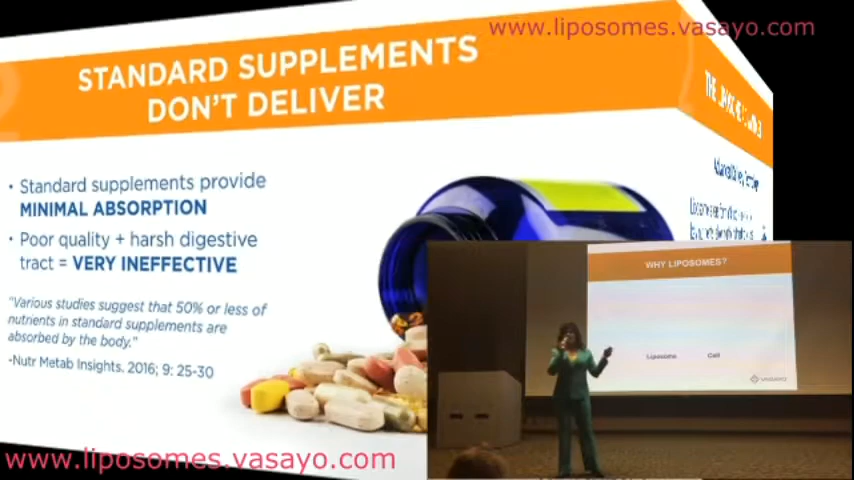 www.liposomes.vasayo.com
STANDARD SUPPLEMENTS
DON'T DELIVER
• Standard supplements provide
MINIMAL ABSORPTION
• Poor quality + harsh digestive
tract = VERY INEFFECTIVE
"Various studies suggest that 50% or less of
nutrients in standard supplements are
absorbed by the body."
-Nutr Metab Insights. 2016; 9: 25-30
WHY LIPOSOMES?
Liposome Cell
vasayo
www.liposomes.vasayo.com